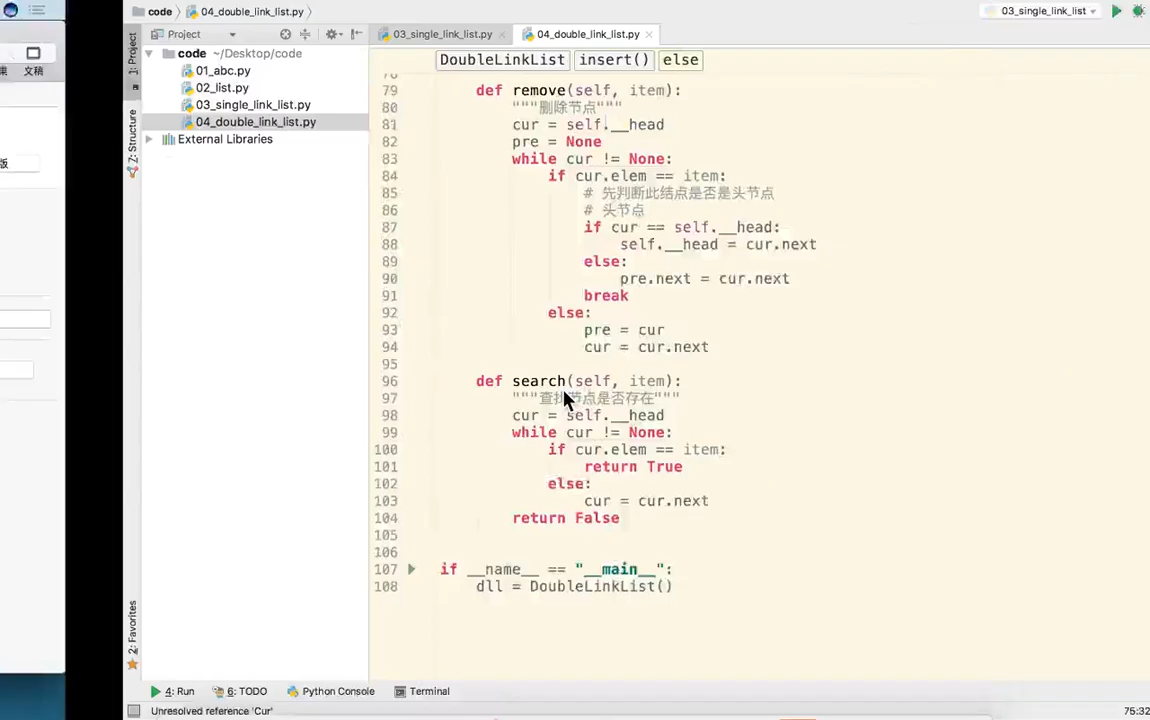 集
文稿
版
code
04_double_link_list.py
03_single_link_list
1: Project
Z: Structure
2: Favorites
Project
code ~/Desktop/code
01_abc.py
02_list.py
03_single_link_list.py
04_double_link_list.py
External Libraries
03_single_link_list.py
04_double_link_list.py
DoubleLinkList
insert()
else
79 def remove(self, item):
80 """删除节点"""
81 cur = self.__head
82 pre = None
83 while cur != None:
84 if cur.elem == item:
85 # 先判断此结点是否是头节点
86 # 头节点
87 if cur == self.__head:
88 self.__head = cur.next
89 else:
90 pre.next = cur.next
91 break
92 else:
93 pre = cur
94 cur = cur.next
95
96 def search(self, item):
97 """查找节点是否存在"""
98 cur = self.__head
99 while cur != None:
100 if cur.elem == item:
101 return True
102 else:
103 cur = cur.next
104 return False
105
106
107 if __name__ == "__main__":
108 dll = DoubleLinkList()
4: Run
6: TODO
Python Console
Terminal
Unresolved reference 'Cur'
75:32